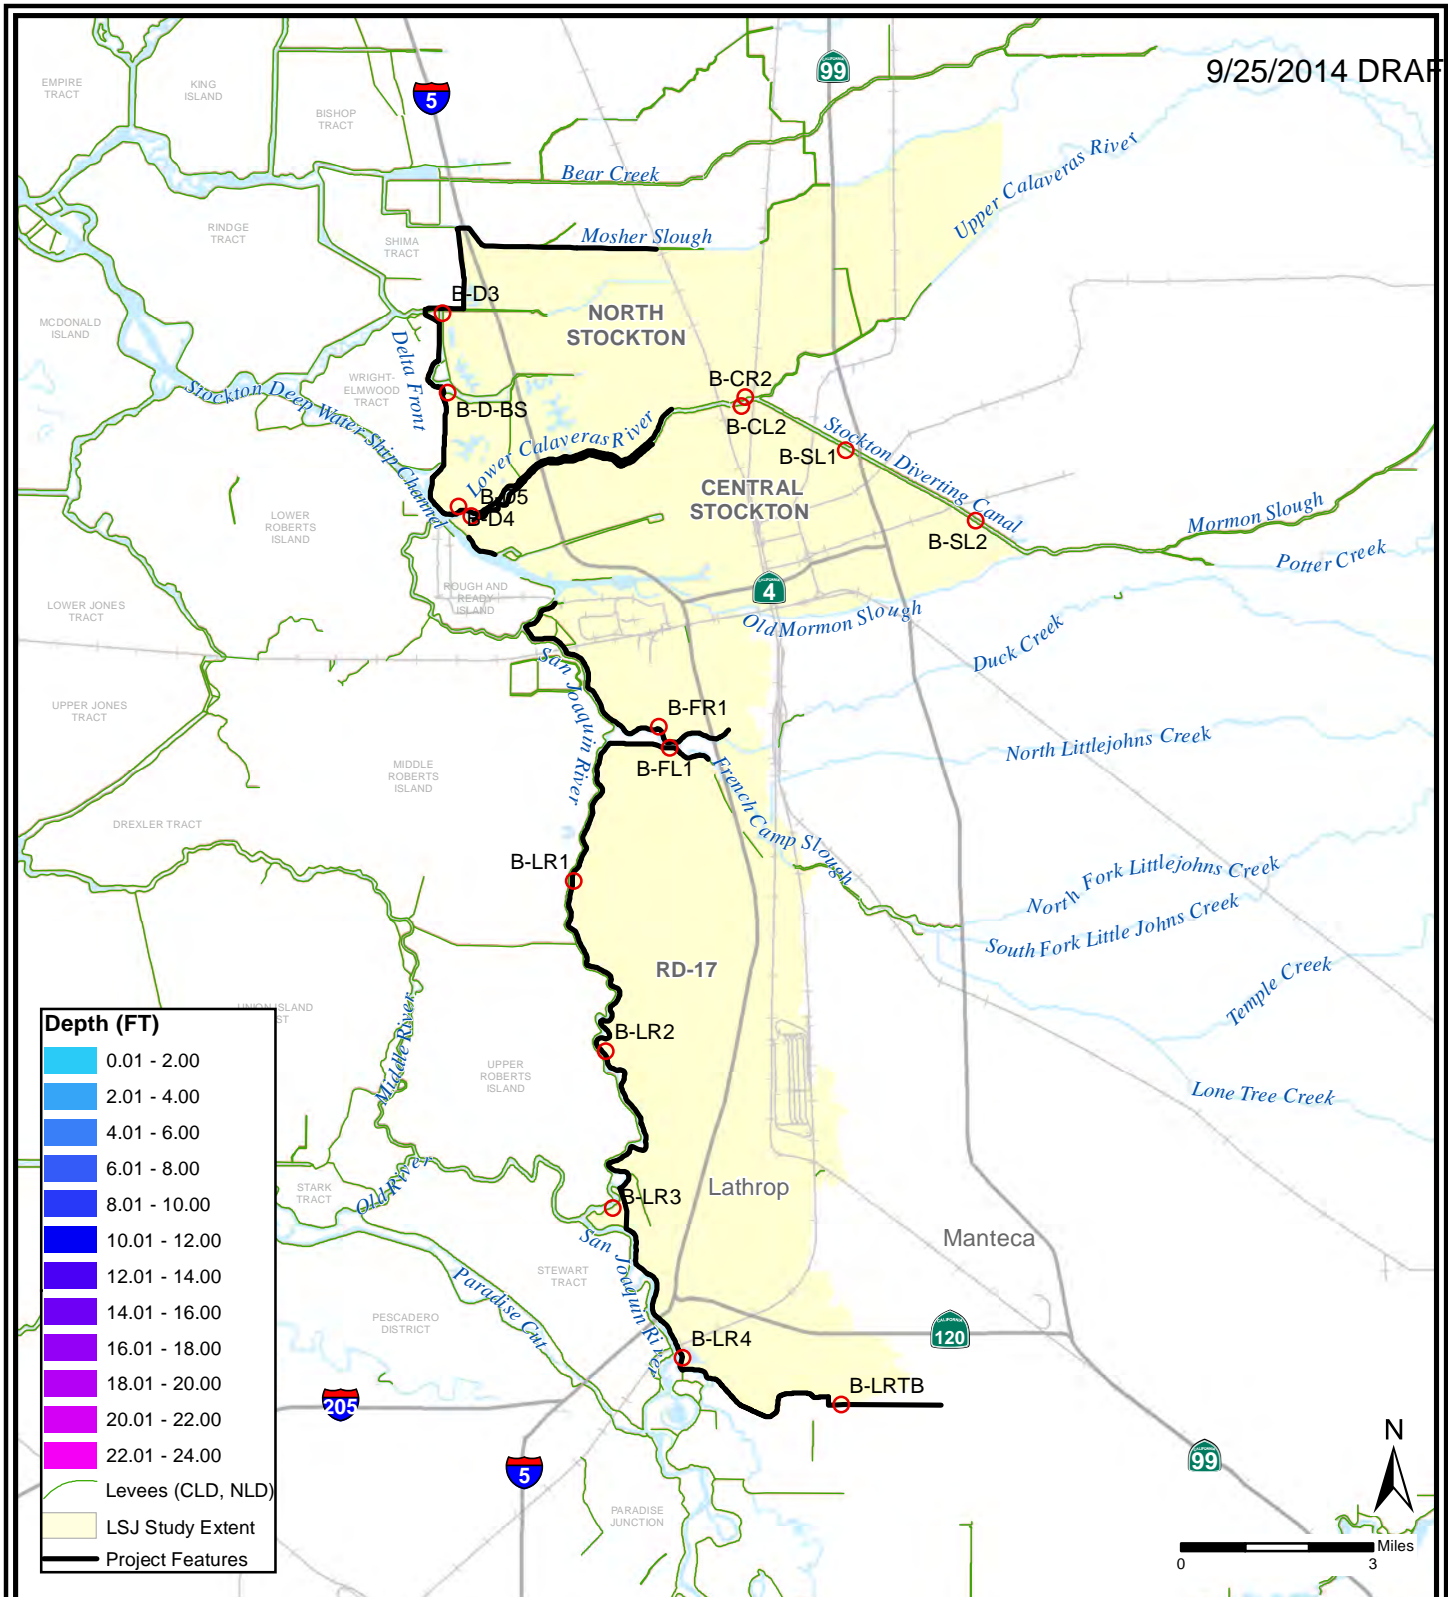 9/25/2014 DRAF
EMPIRE
TRACT
KING
ISLAND
BISHOP
TRACT
5
CALIFORNIA
99
Bear Creek
Upper Calaveras River
RINDGE
TRACT
SHIMA
TRACT
Mosher Slough
B-D3
NORTH
STOCKTON
MCDONALD
ISLAND
Delta Front
WRIGHT-
ELMWOOD
TRACT
Stockton Deep Water Ship Channel
B-D-BS
B-CR2
B-CL2
Lower Calaveras River
Stockton Diverting Canal
B-SL1
CENTRAL
STOCKTON
B-D5
B-D4
LOWER
ROBERTS
ISLAND
B-SL2
Mormon Slough
Potter Creek
ROUGH AND
READY
ISLAND
CALIFORNIA
4
LOWER JONES
TRACT
Old Mormon Slough
Duck Creek
San Joaquin River
UPPER JONES
TRACT
B-FR1
B-FL1
North Littlejohns Creek
MIDDLE
ROBERTS
ISLAND
French Camp Slough
DREXLER TRACT
B-LR1
North Fork Littlejohns Creek
South Fork Little Johns Creek
RD-17
Temple Creek
UNION ISLAND
Middle River
B-LR2
UPPER
ROBERTS
ISLAND
Lone Tree Creek
STARK
TRACT
Old River
B-LR3
Lathrop
San Joaquin River
Manteca
STEWART
TRACT
Paradise Cut
PESCADERO
DISTRICT
B-LR4
CALIFORNIA
120
B-LRTB
205
5
CALIFORNIA
99
PARADISE
JUNCTION
N
Miles
0
3
Depth (FT)
0.01 - 2.00
2.01 - 4.00
4.01 - 6.00
6.01 - 8.00
8.01 - 10.00
10.01 - 12.00
12.01 - 14.00
14.01 - 16.00
16.01 - 18.00
18.01 - 20.00
20.01 - 22.00
22.01 - 24.00
Levees (CLD, NLD)
LSJ Study Extent
Project Features